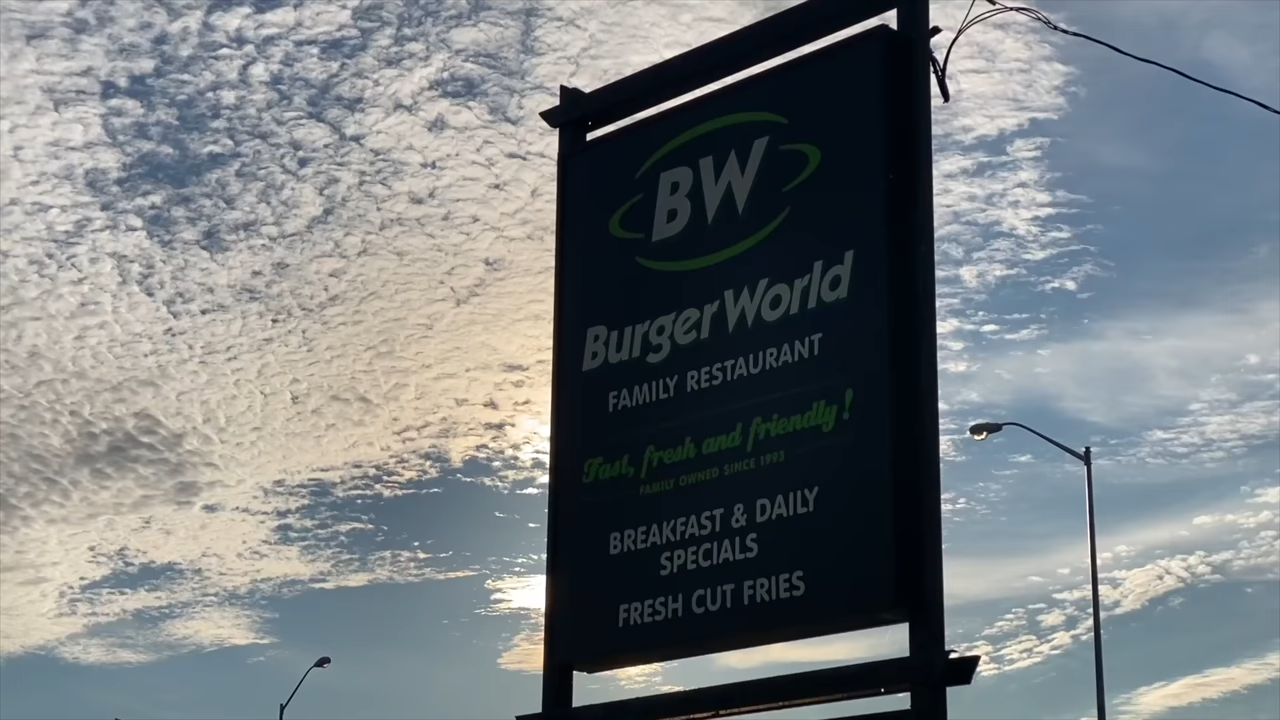 BW
BurgerWorld
FAMILY RESTAURANT
Fast, fresh and friendly!
FAMILY OWNED SINCE 1993
BREAKFAST & DAILY
SPECIALS
FRESH CUT FRIES